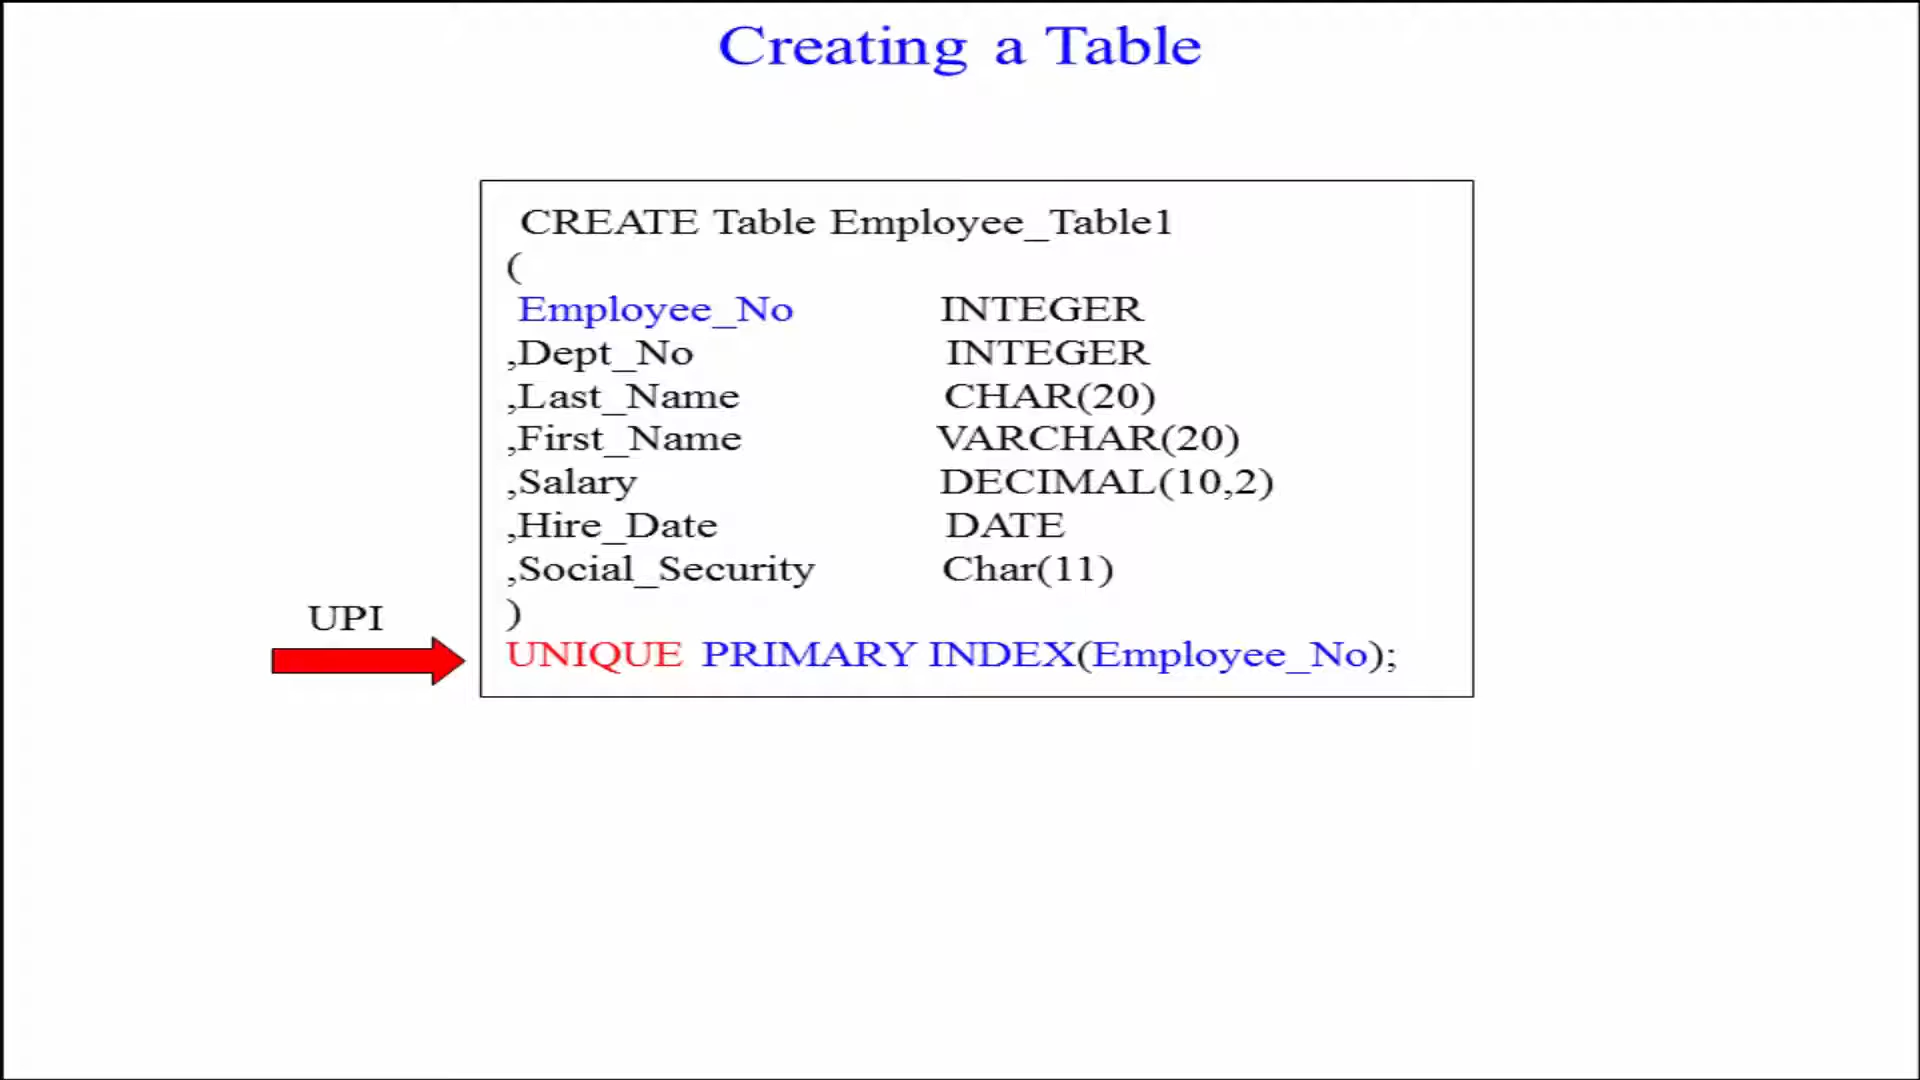 Creating a Table
CREATE Table Employee_Table1
(
Employee_No INTEGER
,Dept_No INTEGER
,Last_Name CHAR(20)
,First_Name VARCHAR(20)
,Salary DECIMAL(10,2)
,Hire_Date DATE
,Social_Security Char(11)
)
UPI
UNIQUE PRIMARY INDEX(Employee_No);